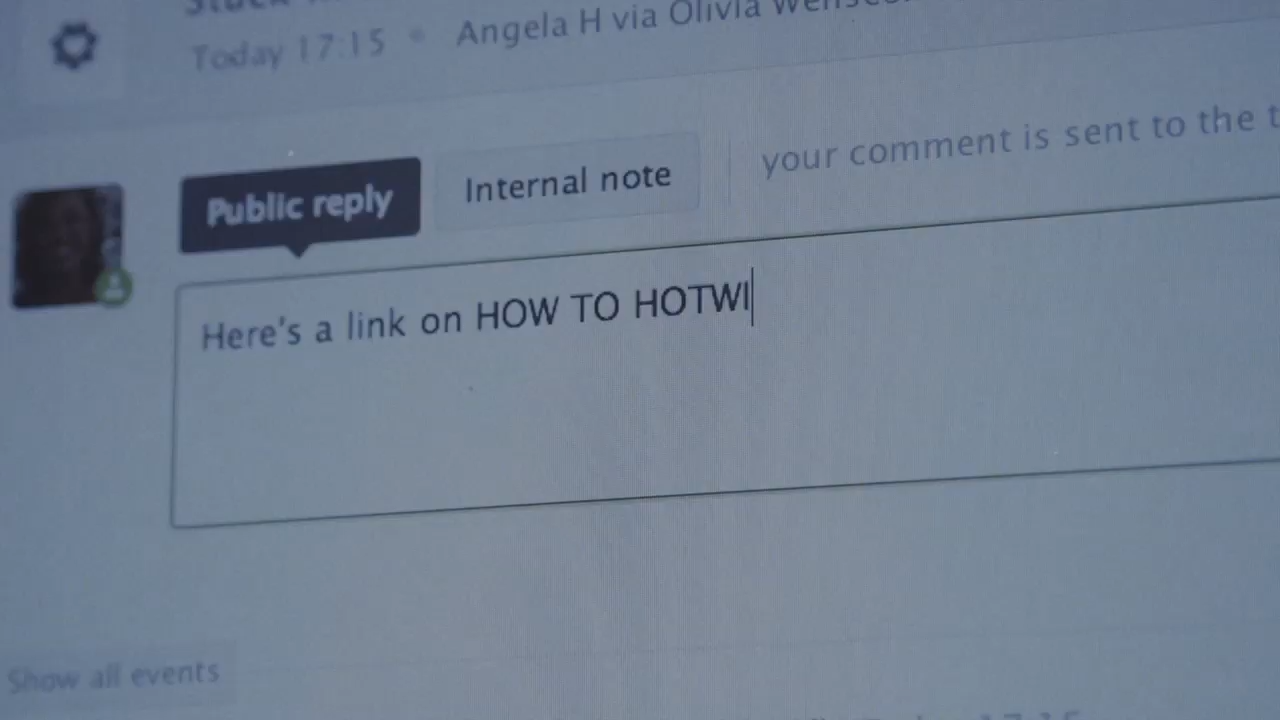 Today 17:15 • Angela H via Olivia
Public reply
Internal note
your comment is sent to the t
Here's a link on HOW TO HOTWI
Show all events